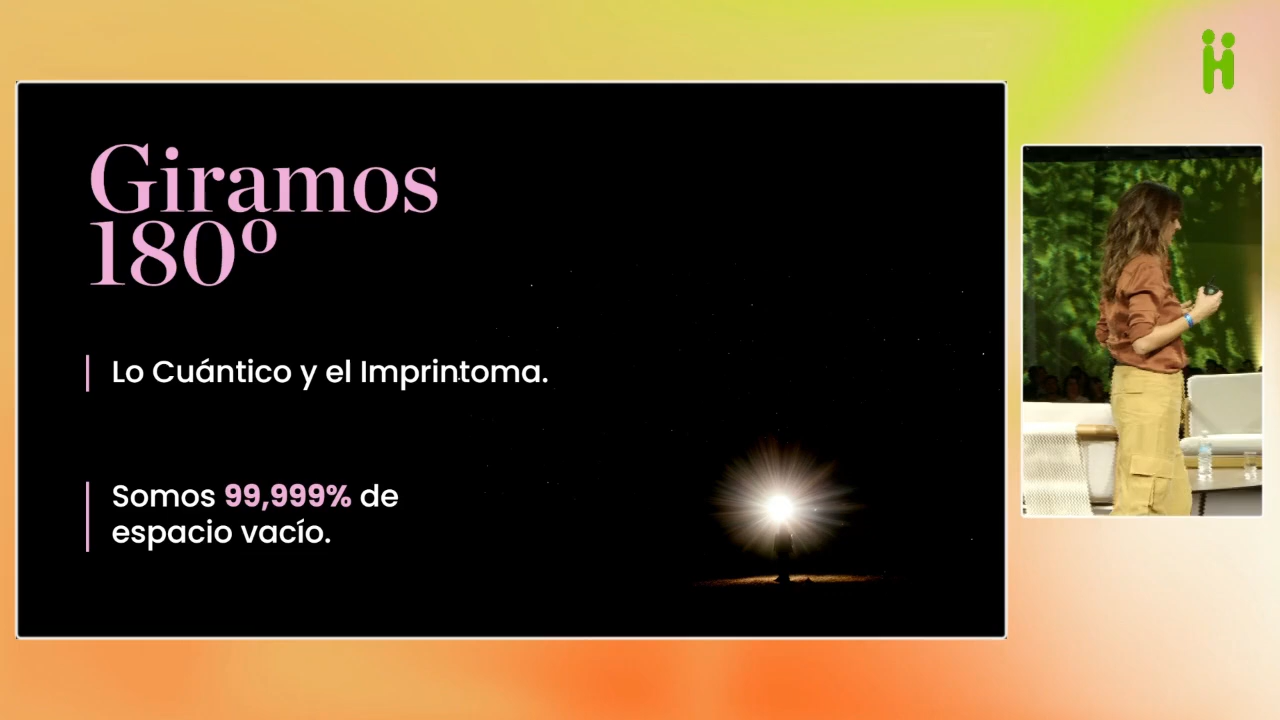 Giramos
180º
Lo Cuántico y el Imprintoma.
Somos 99,999% de
espacio vacío.